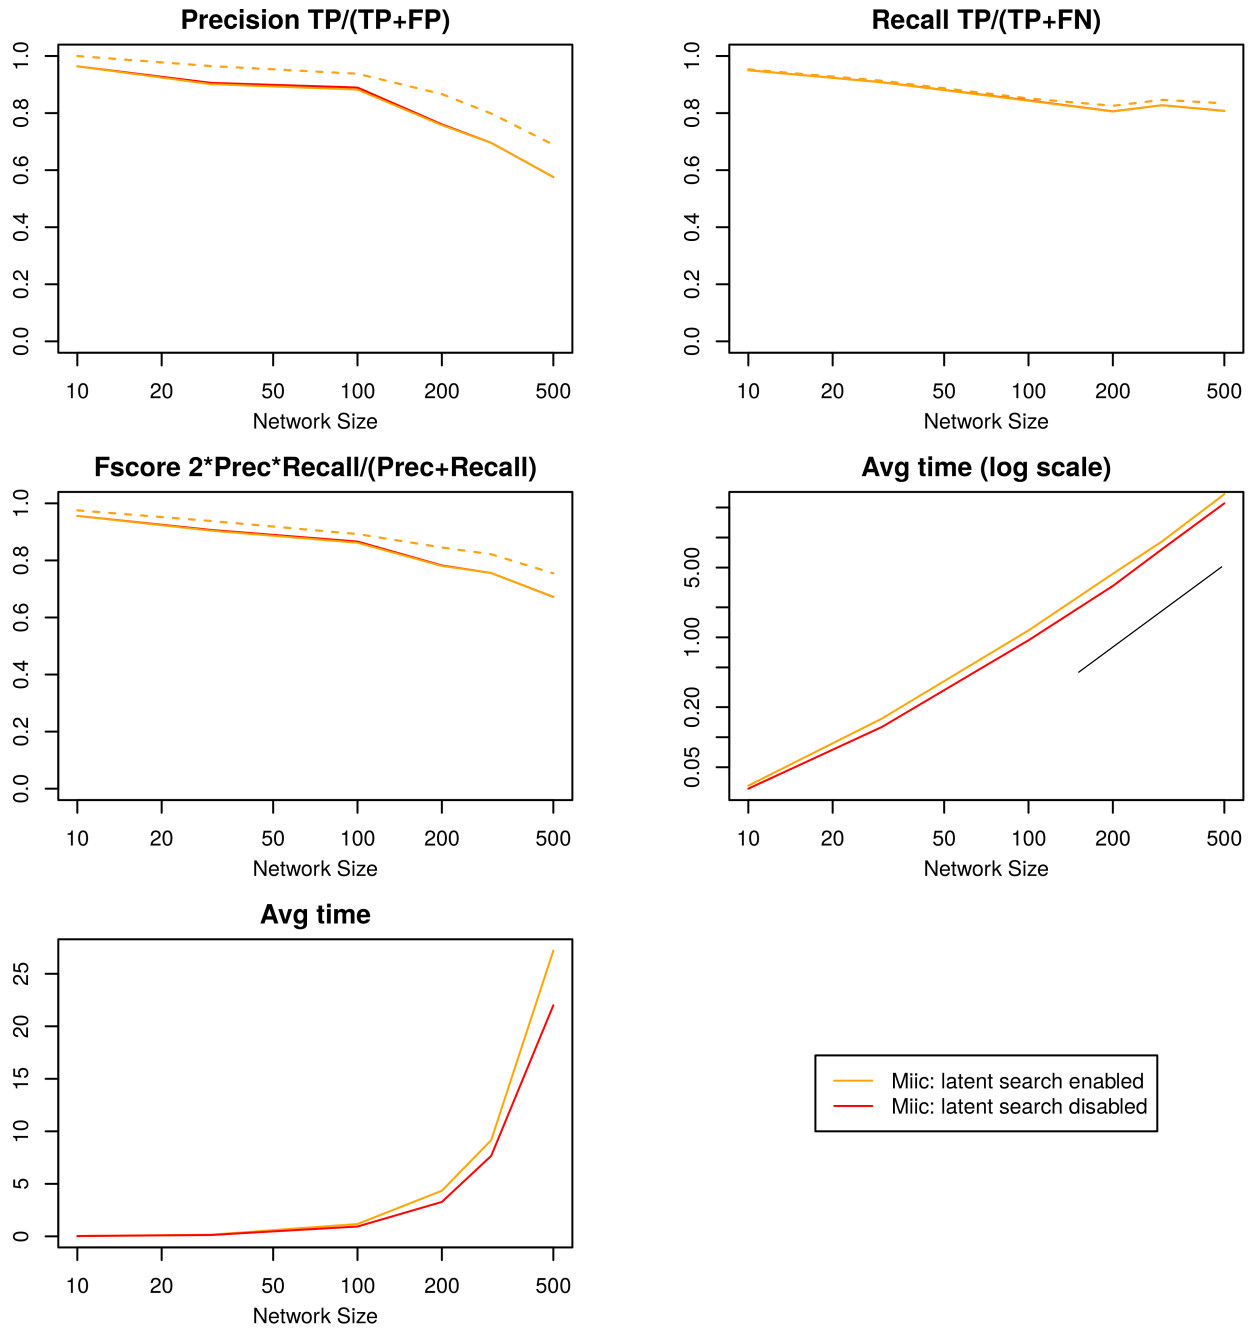 Precision TP/(TP+FP)
1.0
0.8
0.6
0.4
0.2
0.0
10 20 50 100 200 500
Network Size
Recall TP/(TP+FN)
1.0
0.8
0.6
0.4
0.2
0.0
10 20 50 100 200 500
Network Size
Fscore 2*Prec*Recall/(Prec+Recall)
1.0
0.8
0.6
0.4
0.2
0.0
10 20 50 100 200 500
Network Size
Avg time (log scale)
5.00
1.00
0.20
0.05
10 20 50 100 200 500
Network Size
Avg time
25
20
15
10
5
0
10 20 50 100 200 500
Network Size
Miic: latent search enabled
Miic: latent search disabled